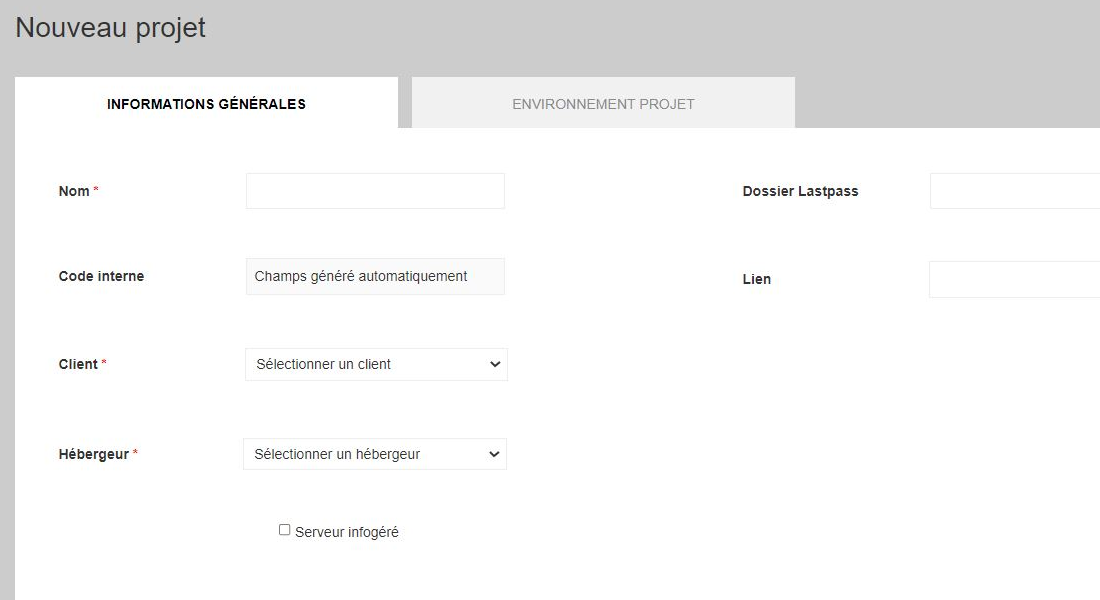 Nouveau projet
INFORMATIONS GÉNÉRALES
ENVIRONNEMENT PROJET
Nom *
Dossier Lastpass
Code interne
Champs généré automatiquement
Lien
Client *
Sélectionner un client
Hébergeur *
Sélectionner un hébergeur
Serveur infogéré